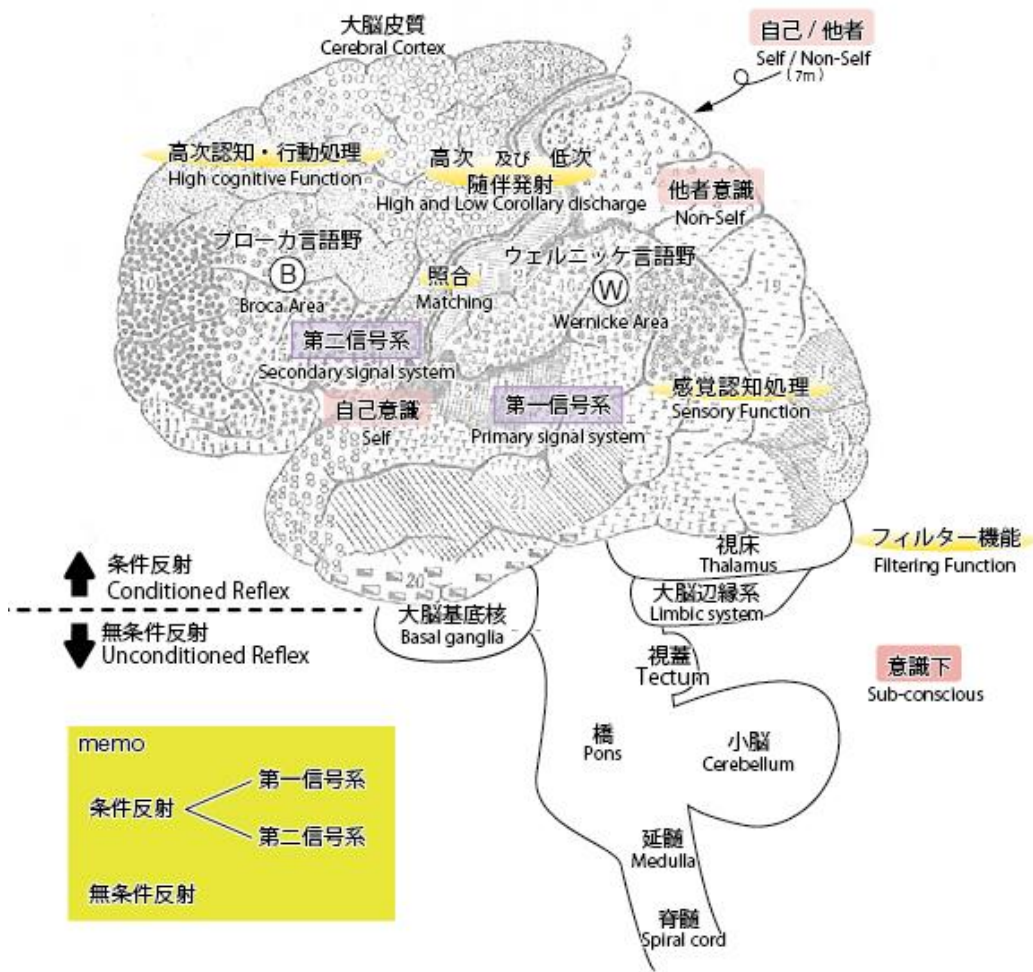 大脳皮質
Cerebral Cortex
自己 / 他者
Self / Non-Self
( 7m )
3
高次認知・行動処理
High cognitive Function
高次 及び 低次
随伴発射
High and Low Corollary discharge
7
他者意識
Non-Self
ブローカ言語野
B
Broca Area
10
照合
Matching
ウェルニッケ言語野
W
Wernicke Area
19
第二信号系
Secondary signal system
自己意識
Self
第一信号系
Primary signal system
感覚認知処理
Sensory Function
22
21
37
38
20
視床
Thalamus
フィルター機能
Filtering Function
条件反射
Conditioned Reflex
大脳基底核
Basal ganglia
大脳辺縁系
Limbic system
無条件反射
Unconditioned Reflex
視蓋
Tectum
意識下
Sub-conscious
橋
Pons
小脳
Cerebellum
延髄
Medulla
脊髄
Spiral cord
memo
条件反射
第一信号系
第二信号系
無条件反射